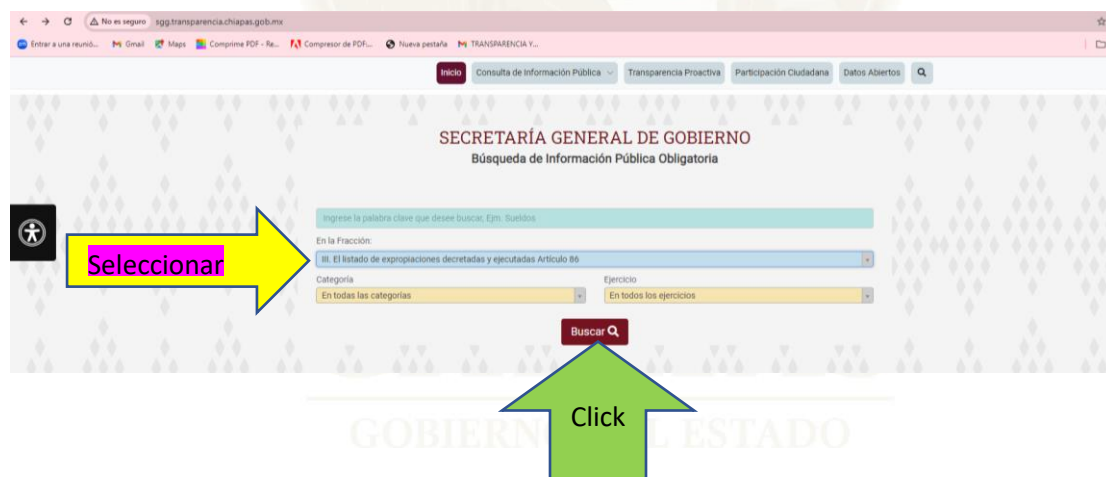 No es seguro sgg.transparencia.chiapas.gob.mx
Entrar a una reunió... Gmail Maps Comprime PDF - Re... Compresor de PDF:... Nueva pestaña TRANSPARENCIA Y...
Inicio Consulta de Información Pública Transparencia Proactiva Participación Ciudadana Datos Abiertos
SECRETARÍA GENERAL DE GOBIERNO
Búsqueda de Información Pública Obligatoria
Ingrese la palabra clave que desee buscar, Ejm. Sueldos
En la Fracción:
III. El listado de expropiaciones decretadas y ejecutadas Artículo 86
Seleccionar
Categoría Ejercicio
En todas las categorías En todos los ejercicios
Buscar
Click
GOBIERN L ESTADO